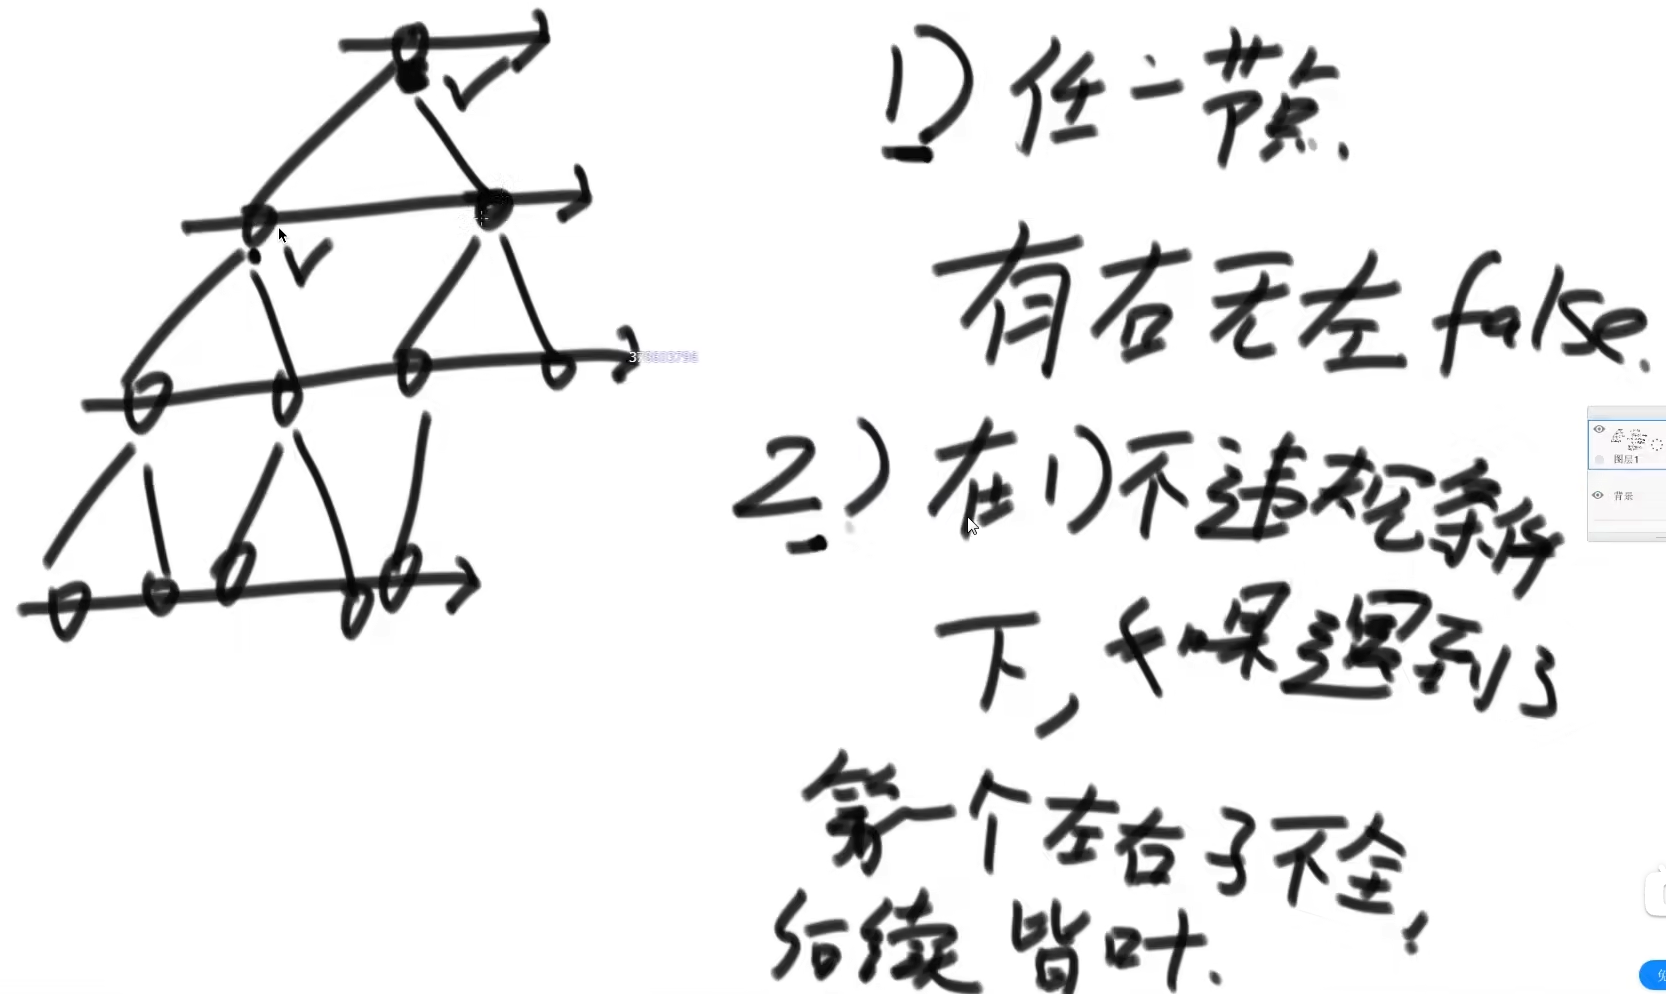 1) 任一节点.
有右无左 false.
2) 在1)不违规条件
下, 如果遇到了
第一个左右子不全,
后续皆叶.
378603798
图层1
背景